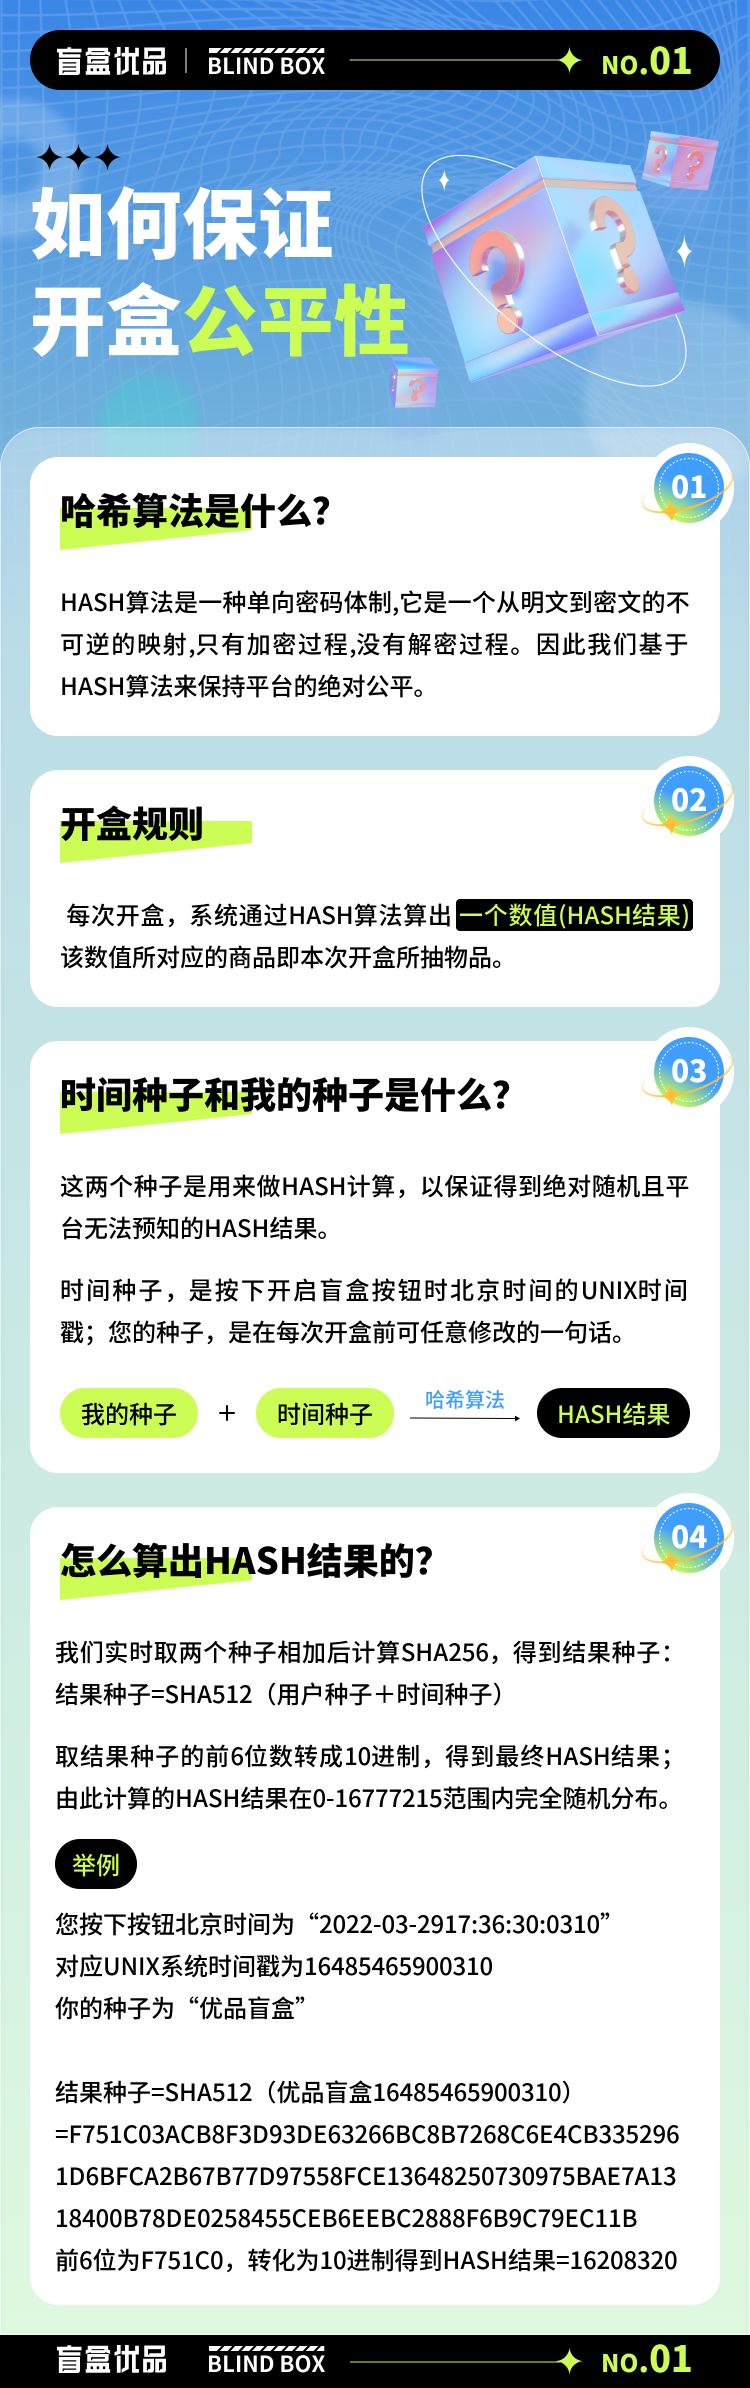 盲盒优品
BLIND BOX
NO.01
如何保证
开盒公平性
01
哈希算法是什么?
HASH算法是一种单向密码体制,它是一个从明文到密文的不
可逆的映射,只有加密过程,没有解密过程。因此我们基于
HASH算法来保持平台的绝对公平。
02
开盒规则
每次开盒，系统通过HASH算法算出 一个数值(HASH结果)
该数值所对应的商品即本次开盒所抽物品。
03
时间种子和我的种子是什么?
这两个种子是用来做HASH计算，以保证得到绝对随机且平
台无法预知的HASH结果。
时间种子，是按下开启盲盒按钮时北京时间的UNIX时间
戳；您的种子，是在每次开盒前可任意修改的一句话。
我的种子 + 时间种子 哈希算法 HASH结果
04
怎么算出HASH结果的?
我们实时取两个种子相加后计算SHA256，得到结果种子：
结果种子=SHA512（用户种子＋时间种子）
取结果种子的前6位数转成10进制，得到最终HASH结果；
由此计算的HASH结果在0-16777215范围内完全随机分布。
举例
您按下按钮北京时间为“2022-03-2917:36:30:0310”
对应UNIX系统时间戳为16485465900310
你的种子为“优品盲盒”
结果种子=SHA512（优品盲盒16485465900310）
=F751C03ACB8F3D93DE63266BC8B7268C6E4CB335296
1D6BFCA2B67B77D97558FCE13648250730975BAE7A13
18400B78DE0258455CEB6EEBC2888F6B9C79EC11B
前6位为F751C0，转化为10进制得到HASH结果=16208320
盲盒优品
BLIND BOX
NO.01